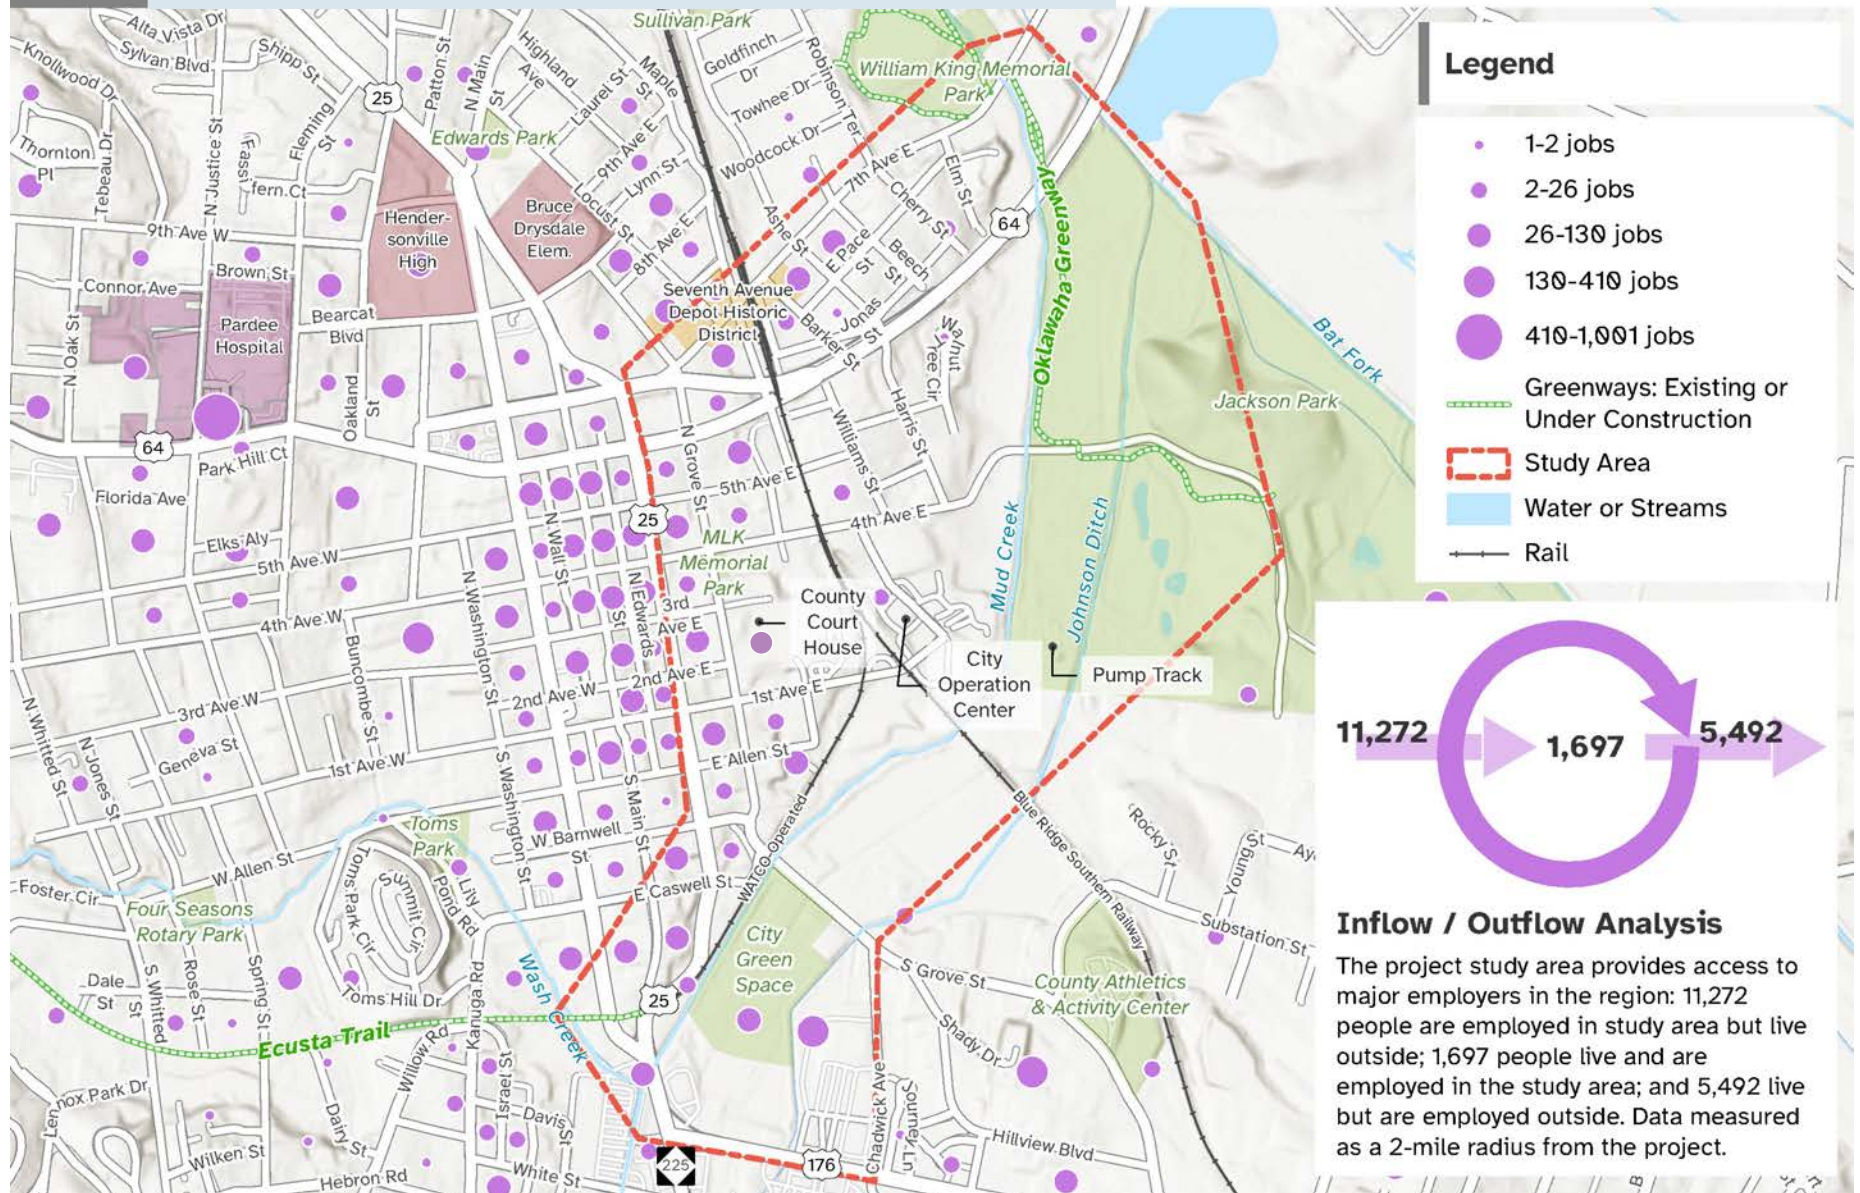 Alta Vista Dr
Sylvan Blvd
Knollwood Dr
Shipp St
Thornton
Pl
Tebeau Dr
N Justice St
Fleming
St
fern Ct
25
Patton St
N Main
St
Highland
Ave
Laurel St
Maple
St
Sullivan Park
Goldfinch
Dr
Towhee Dr
Woodcock Dr
Robinson Ter
William King Memorial
Park
Edwards Park
9th Ave E
Lynn St
Locust St
8th Ave E
7th Ave E
Cherry St
Elm St
Ashe St
E Pace
St
Beech
St
64
Hender-
sonville
High
Bruce
Drysdale
Elem.
9th Ave W
Brown St
Connor Ave
Pardee
Hospital
Bearcat
Blvd
N Oak St
Oakland
St
Seventh Avenue
Depot Historic
District
Jonas
St
Barker St
Oklawaha Greenway
Bat Fork
Jackson Park
Harris St
Williams St
N Grove St
64
Park Hill Ct
Florida Ave
Elks Aly
5th Ave W
5th Ave E
4th Ave E
25
MLK
Memorial
Park
N Wall St
N Edwards
St
3rd
Ave E
4th Ave W
N Washington St
Buncombe St
2nd Ave W
2nd Ave E
1st Ave E
3rd Ave W
N Whitted St
N Jones St
Geneva St
1st Ave W
S Washington St
S Main St
E Allen St
County
Court
House
City
Operation
Center
Pump Track
Mud Creek
Johnson Ditch
W Barnwell
St
Toms
Park
W Allen St
Foster Cir
Four Seasons
Rotary Park
Toms Park Cir
Summit Cir
Lily
Pond Rd
E Caswell St
WATCO Operated
Blue Ridge Southern Railway
Rocky St
Young St
Substation St
City
Green
Space
County Athletics
& Activity Center
S Grove St
Shady Dr
Wash Creek
25
Dale
St
S Whitted
St
Rose St
Spring St
Toms Hill Dr
Kanuga Rd
Ecusta Trail
Willow Rd
Israel St
Davis St
Dairy St
Wilken St
Hebron Rd
White St
225
176
Chadwick Ave
Journey Ln
Hillview Blvd
Legend
1-2 jobs
2-26 jobs
26-130 jobs
130-410 jobs
410-1,001 jobs
Greenways: Existing or
Under Construction
Study Area
Water or Streams
Rail
11,272
1,697
5,492
Inflow / Outflow Analysis
The project study area provides access to
major employers in the region: 11,272
people are employed in study area but live
outside; 1,697 people live and are
employed in the study area; and 5,492 live
but are employed outside. Data measured
as a 2-mile radius from the project.